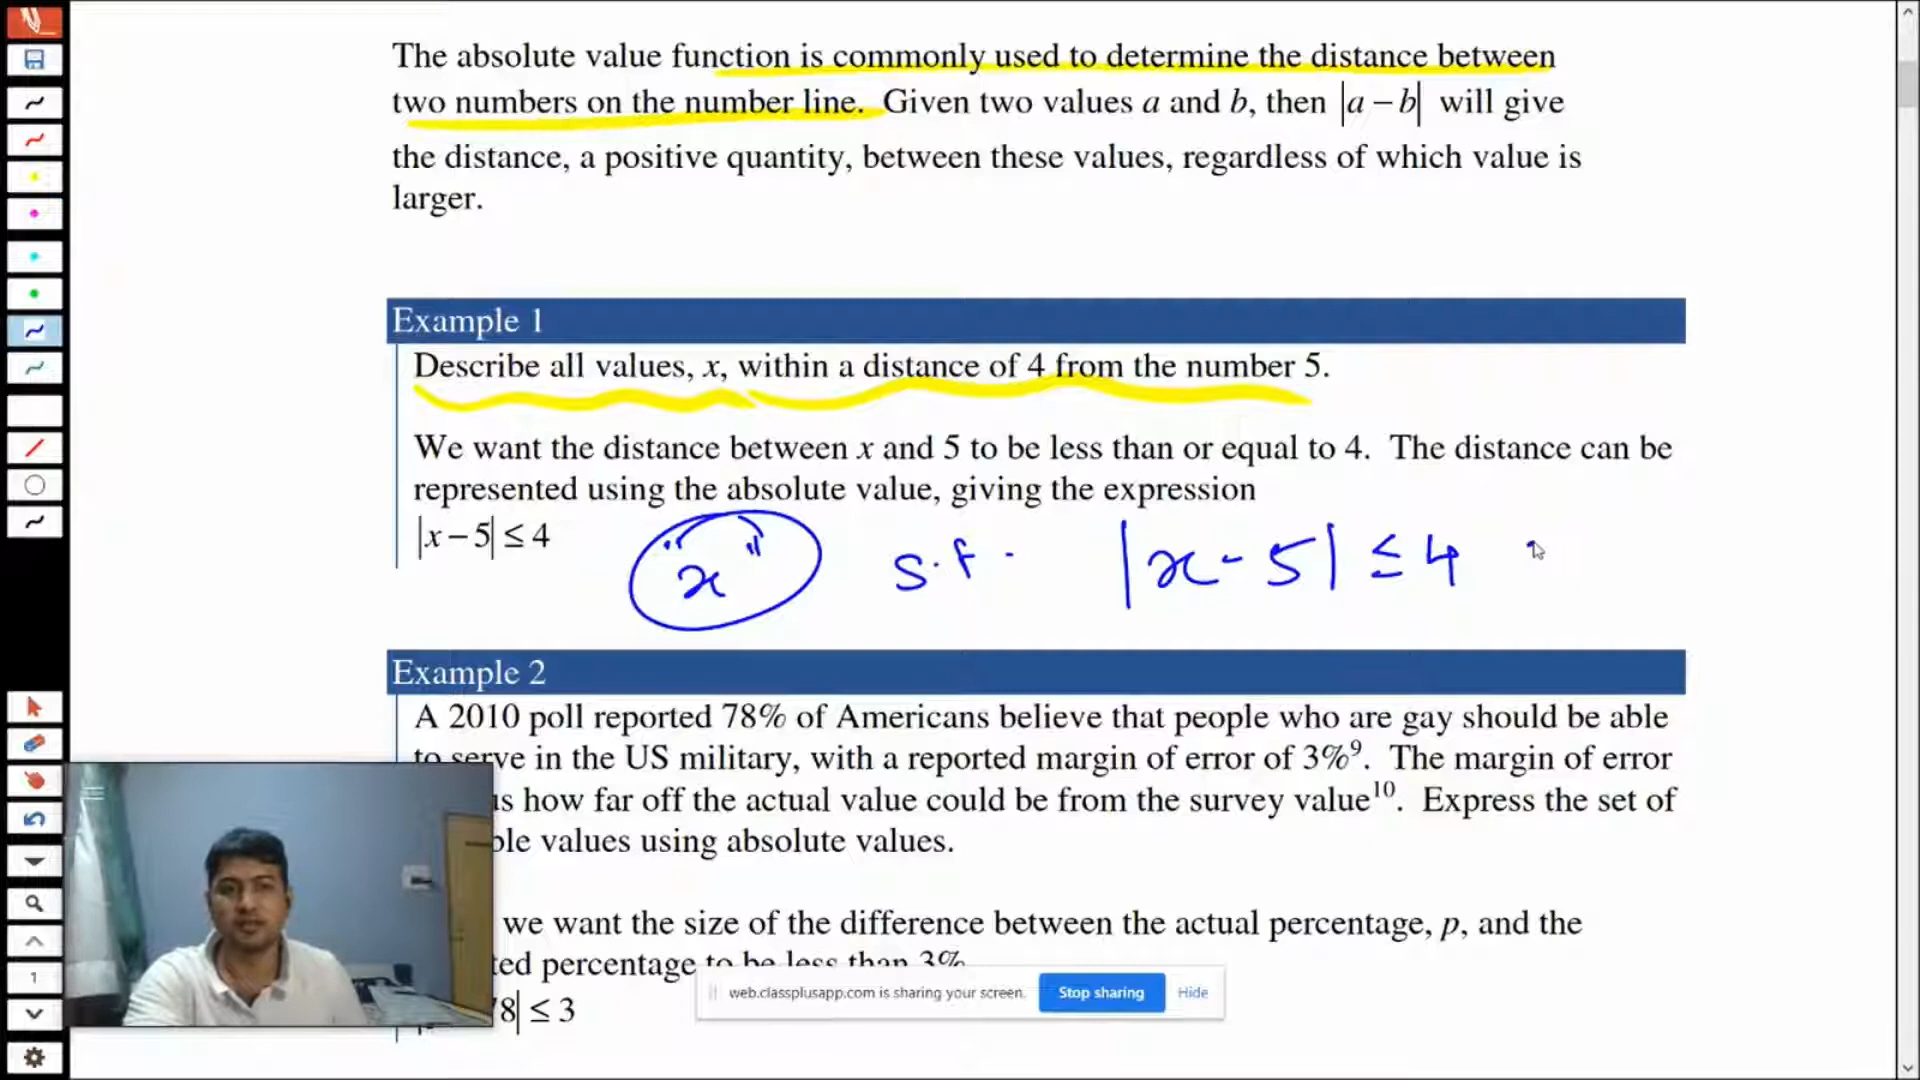 The absolute value function is commonly used to determine the distance between
two numbers on the number line. Given two values a and b, then |a − b| will give
the distance, a positive quantity, between these values, regardless of which value is
larger.
Example 1
Describe all values, x, within a distance of 4 from the number 5.
We want the distance between x and 5 to be less than or equal to 4. The distance can be
represented using the absolute value, giving the expression
|x − 5| ≤ 4
"x" s.t. |x - 5| ≤ 4
Example 2
A 2010 poll reported 78% of Americans believe that people who are gay should be able
to serve in the US military, with a reported margin of error of 3%⁹. The margin of error
us how far off the actual value could be from the survey value¹⁰. Express the set of
ble values using absolute values.
we want the size of the difference between the actual percentage, p, and the
ted percentage to be less than 3%
8| ≤ 3
web.classplusapp.com is sharing your screen. Stop sharing Hide
1